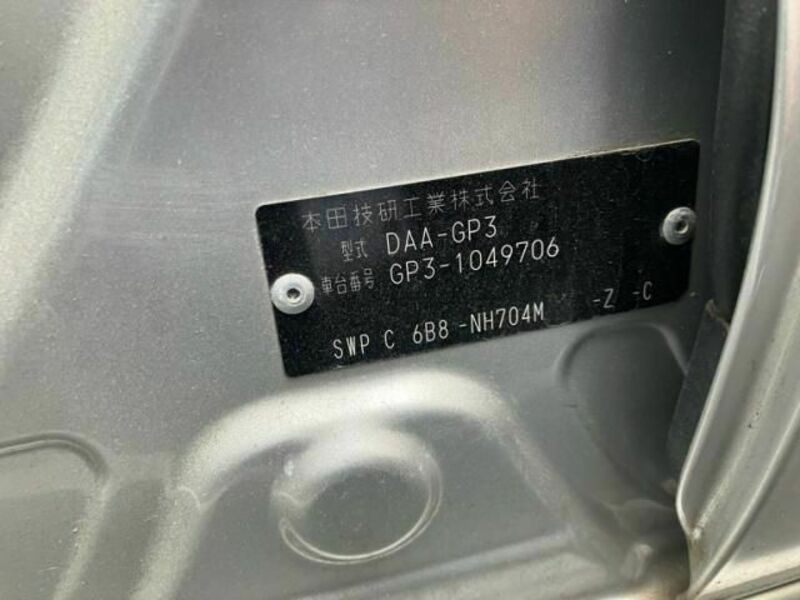 本田技研工業株式会社
型式 DAA-GP3
車台番号 GP3-1049706
SWP C 6B8-NH704M -Z -C